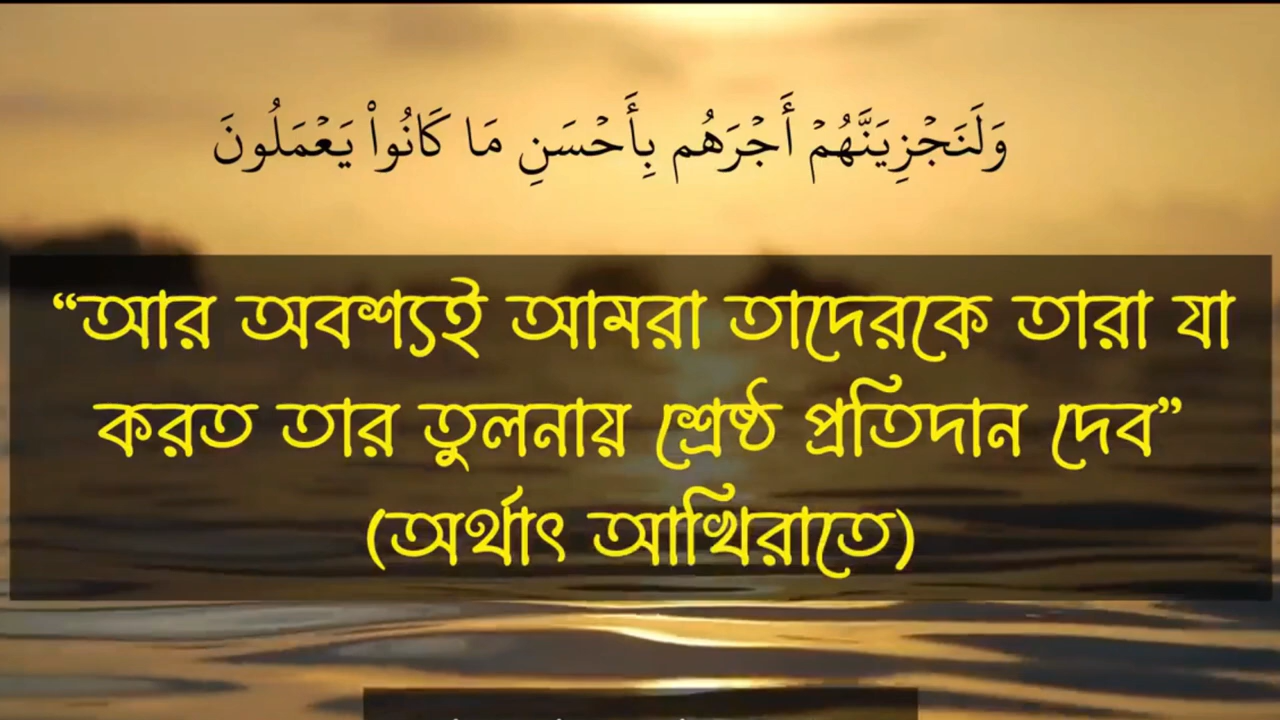 وَلَنَجْزِيَنَّهُمْ أَجْرَهُم بِأَحْسَنِ مَا كَانُوا۟ يَعْمَلُونَ
“আর অবশ্যই আমরা তাদেরকে তারা যা
করত তার তুলনায় শ্রেষ্ঠ প্রতিদান দেব”
(অর্থাৎ আখিরাতে)